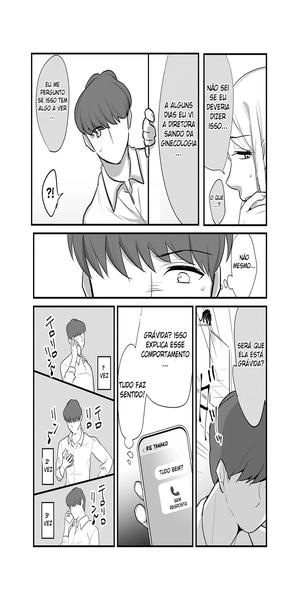 NÃO SEI
SE EU
DEVERIA
DIZER
ISSO...
O QUE
?
A ALGUNS
DIAS EU VI
A DIRETORA
SAINDO DA
GINECOLOGIA
...
EU ME
PERGUNTO
SE ISSO TEM
ALGO A VER
...
?!
NÃO
MESMO...
SERÁ QUE
ELA ESTÁ
GRÁVIDA?
GRÁVIDA? ISSO
EXPLICA ESSE
COMPORTAMENTO
...
TUDO FAZ
SENTIDO!
RIE TANAKO
TUDO BEM?
SEM
RESPOSTA
VEZ
2ª
VEZ
3ª
VEZ